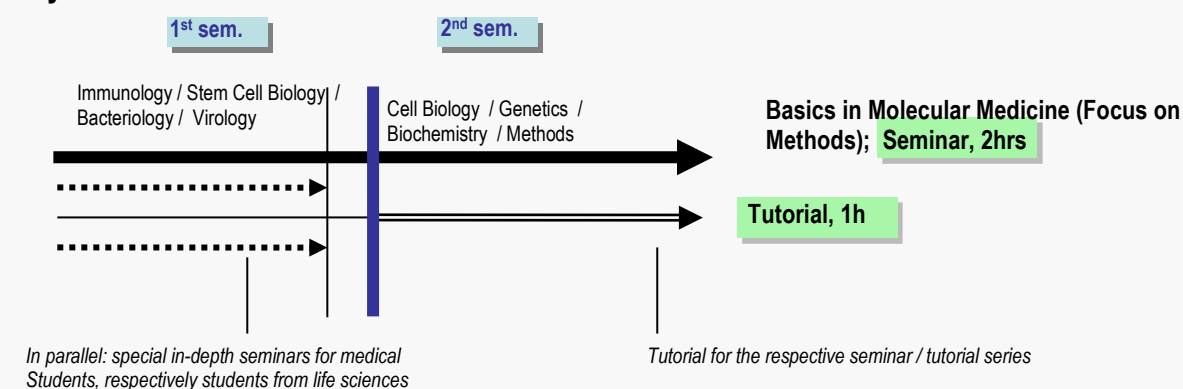 1st sem.
2nd sem.
Immunology / Stem Cell Biology /
Bacteriology / Virology
Cell Biology / Genetics /
Biochemistry / Methods
Basics in Molecular Medicine (Focus on
Methods); Seminar, 2hrs
Tutorial, 1h
In parallel: special in-depth seminars for medical
Students, respectively students from life sciences
Tutorial for the respective seminar / tutorial series